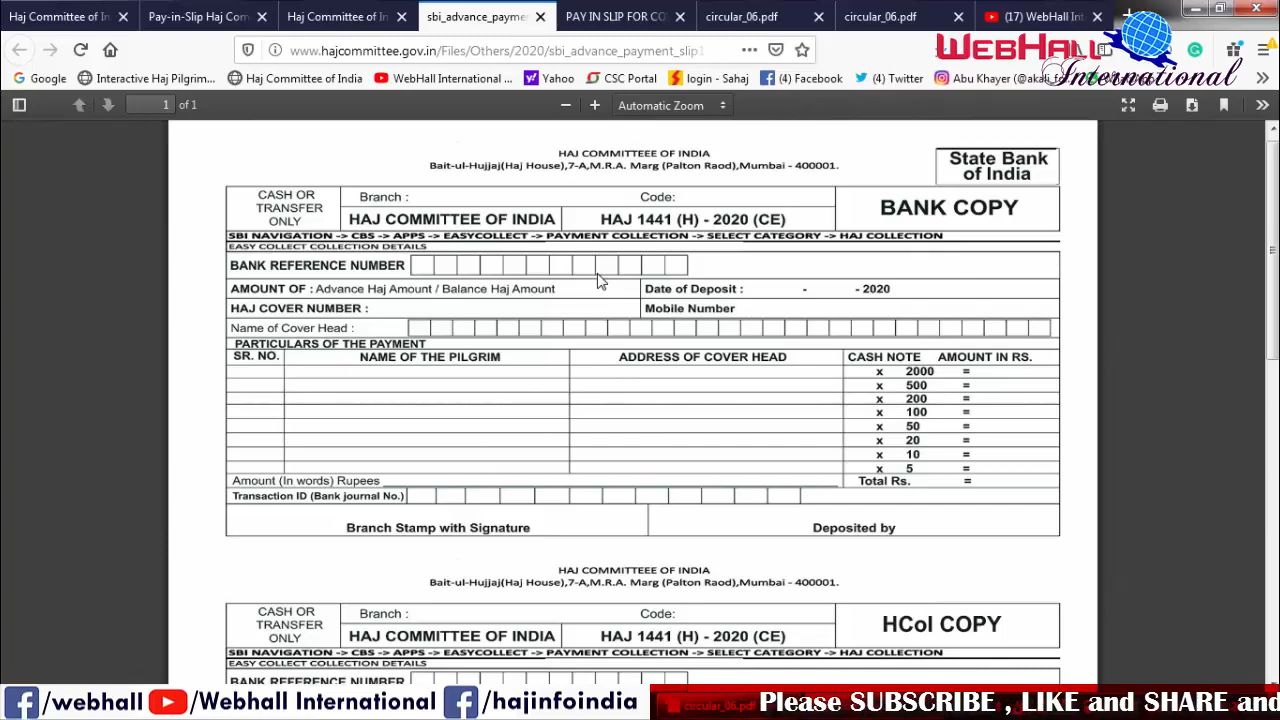 Haj Committee of In
Pay-in-Slip Haj Com
Haj Committee of In
sbi_advance_paymen
PAY IN SLIP FOR CO
circular_06.pdf
circular_06.pdf
(17) WebHall Int
www.hajcommittee.gov.in/Files/Others/2020/sbi_advance_payment_slip1
WEBHALL
International
Google
Interactive Haj Pilgrim...
Haj Committee of India
WebHall International ...
Yahoo
CSC Portal
login - Sahaj
(4) Facebook
(4) Twitter
1 of 1
Automatic Zoom
HAJ COMMITTEEE OF INDIA
Bait-ul-Hujjaj(Haj House),7-A,M.R.A. Marg (Palton Raod),Mumbai - 400001.
State Bank
of India
CASH OR
TRANSFER
ONLY
Branch :
Code:
HAJ COMMITTEE OF INDIA
HAJ 1441 (H) - 2020 (CE)
BANK COPY
SBI NAVIGATION -> CBS -> APPS -> EASYCOLLECT -> PAYMENT COLLECTION -> SELECT CATEGORY -> HAJ COLLECTION
EASY COLLECT COLLECTION DETAILS
BANK REFERENCE NUMBER
AMOUNT OF : Advance Haj Amount / Balance Haj Amount
Date of Deposit : - - 2020
HAJ COVER NUMBER :
Mobile Number
Name of Cover Head :
PARTICULARS OF THE PAYMENT
SR. NO. NAME OF THE PILGRIM ADDRESS OF COVER HEAD CASH NOTE AMOUNT IN RS.
x 2000 =
x 500 =
x 200 =
x 100 =
x 50 =
x 20 =
x 10 =
x 5 =
Amount (In words) Rupees
Total Rs. =
Transaction ID (Bank journal No.)
Branch Stamp with Signature
Deposited by
HAJ COMMITTEEE OF INDIA
Bait-ul-Hujjaj(Haj House),7-A,M.R.A. Marg (Palton Raod),Mumbai - 400001.
CASH OR
TRANSFER
ONLY
Branch :
Code:
HAJ COMMITTEE OF INDIA
HAJ 1441 (H) - 2020 (CE)
HCoI COPY
SBI NAVIGATION -> CBS -> APPS -> EASYCOLLECT -> PAYMENT COLLECTION -> SELECT CATEGORY -> HAJ COLLECTION
EASY COLLECT COLLECTION DETAILS
BANK REFERENCE NUMBER
/webhall
Webhall International
/hajinfoindia
circular_06.pdf
Please SUBSCRIBE , LIKE and SHARE and